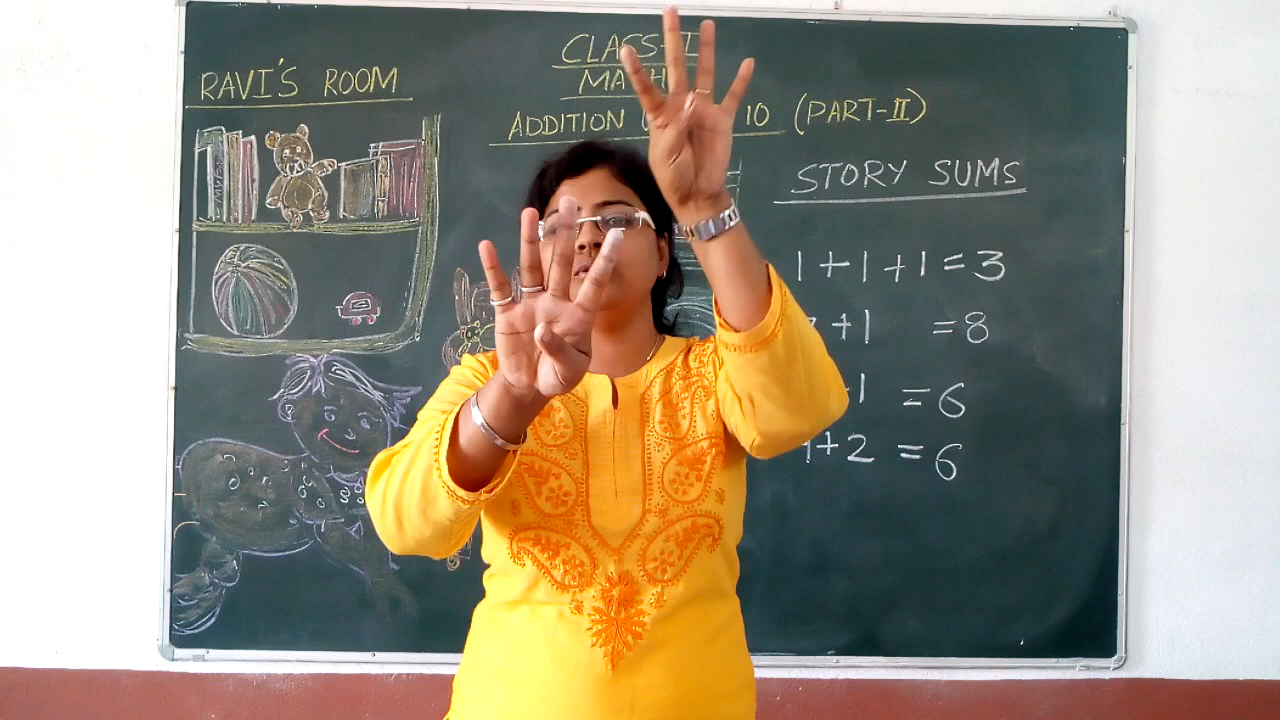 RAVI'S ROOM
CLASS-I
MATH
ADDITION 10 (PART-II)
STORY SUMS
1+1+1=3
+1 =8
1 =6
+2 =6